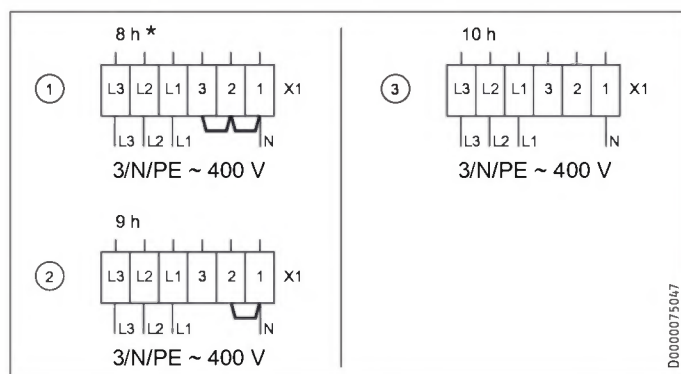 8 h *
1
L3 L2 L1 3 2 1 X1
L3 L2 L1 N
3/N/PE ~ 400 V
9 h
2
L3 L2 L1 3 2 1 X1
L3 L2 L1 N
3/N/PE ~ 400 V
10 h
3
L3 L2 L1 3 2 1 X1
L3 L2 L1 N
3/N/PE ~ 400 V
D0000075047